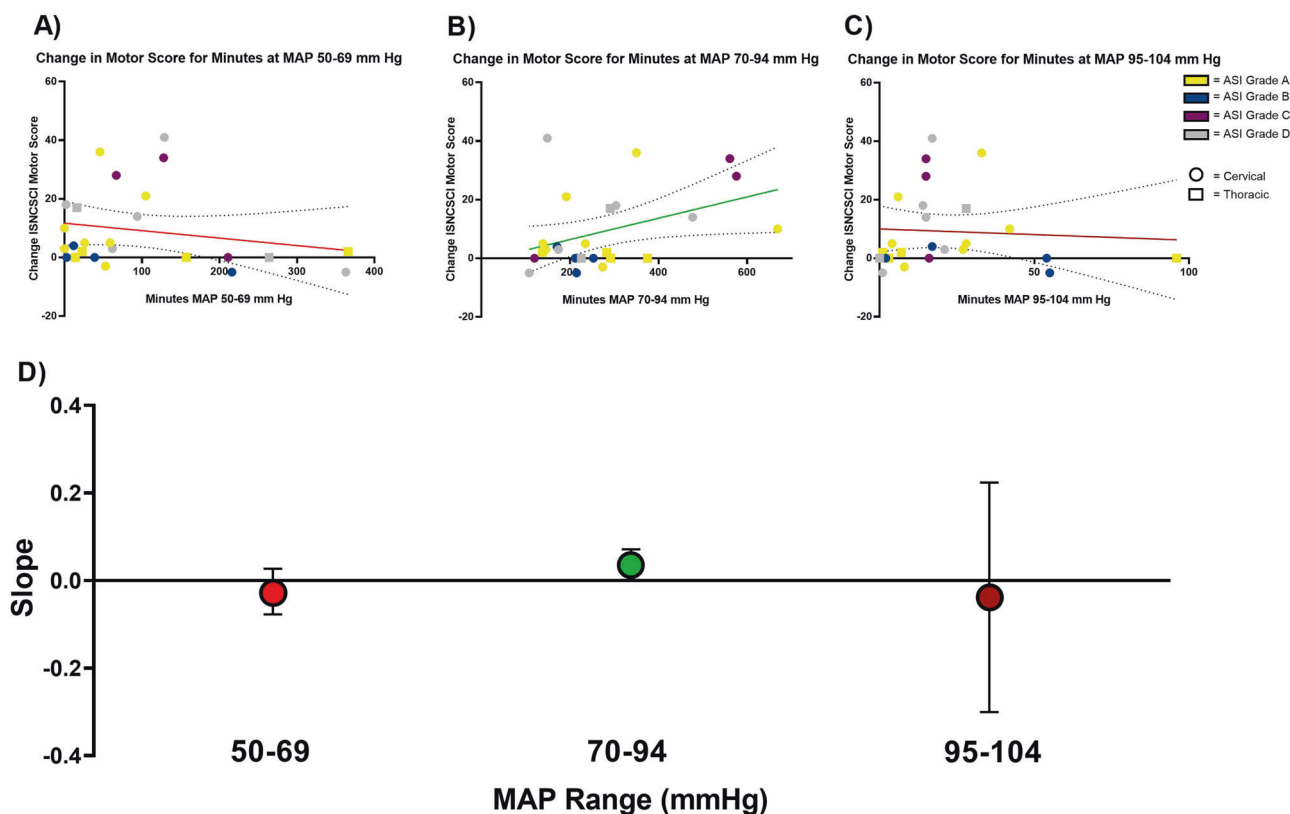 A)
Change in Motor Score for Minutes at MAP 50-69 mm Hg
Change ISNCSCI Motor Score
60
40
20
0
-20
100
200
300
400
Minutes MAP 50-69 mm Hg
B)
Change in Motor Score for Minutes at MAP 70-94 mm Hg
Change ISNCSCI Motor Score
60
40
20
0
-20
200
400
600
Minutes MAP 70-94 mm Hg
C)
Change in Motor Score for Minutes at MAP 95-104 mm Hg
Change ISNCSCI Motor Score
60
40
20
0
-20
50
100
Minutes MAP 95-104 mm Hg
= ASI Grade A
= ASI Grade B
= ASI Grade C
= ASI Grade D
= Cervical
= Thoracic
D)
Slope
0.4
0.2
0.0
-0.2
-0.4
50-69
70-94
95-104
MAP Range (mmHg)